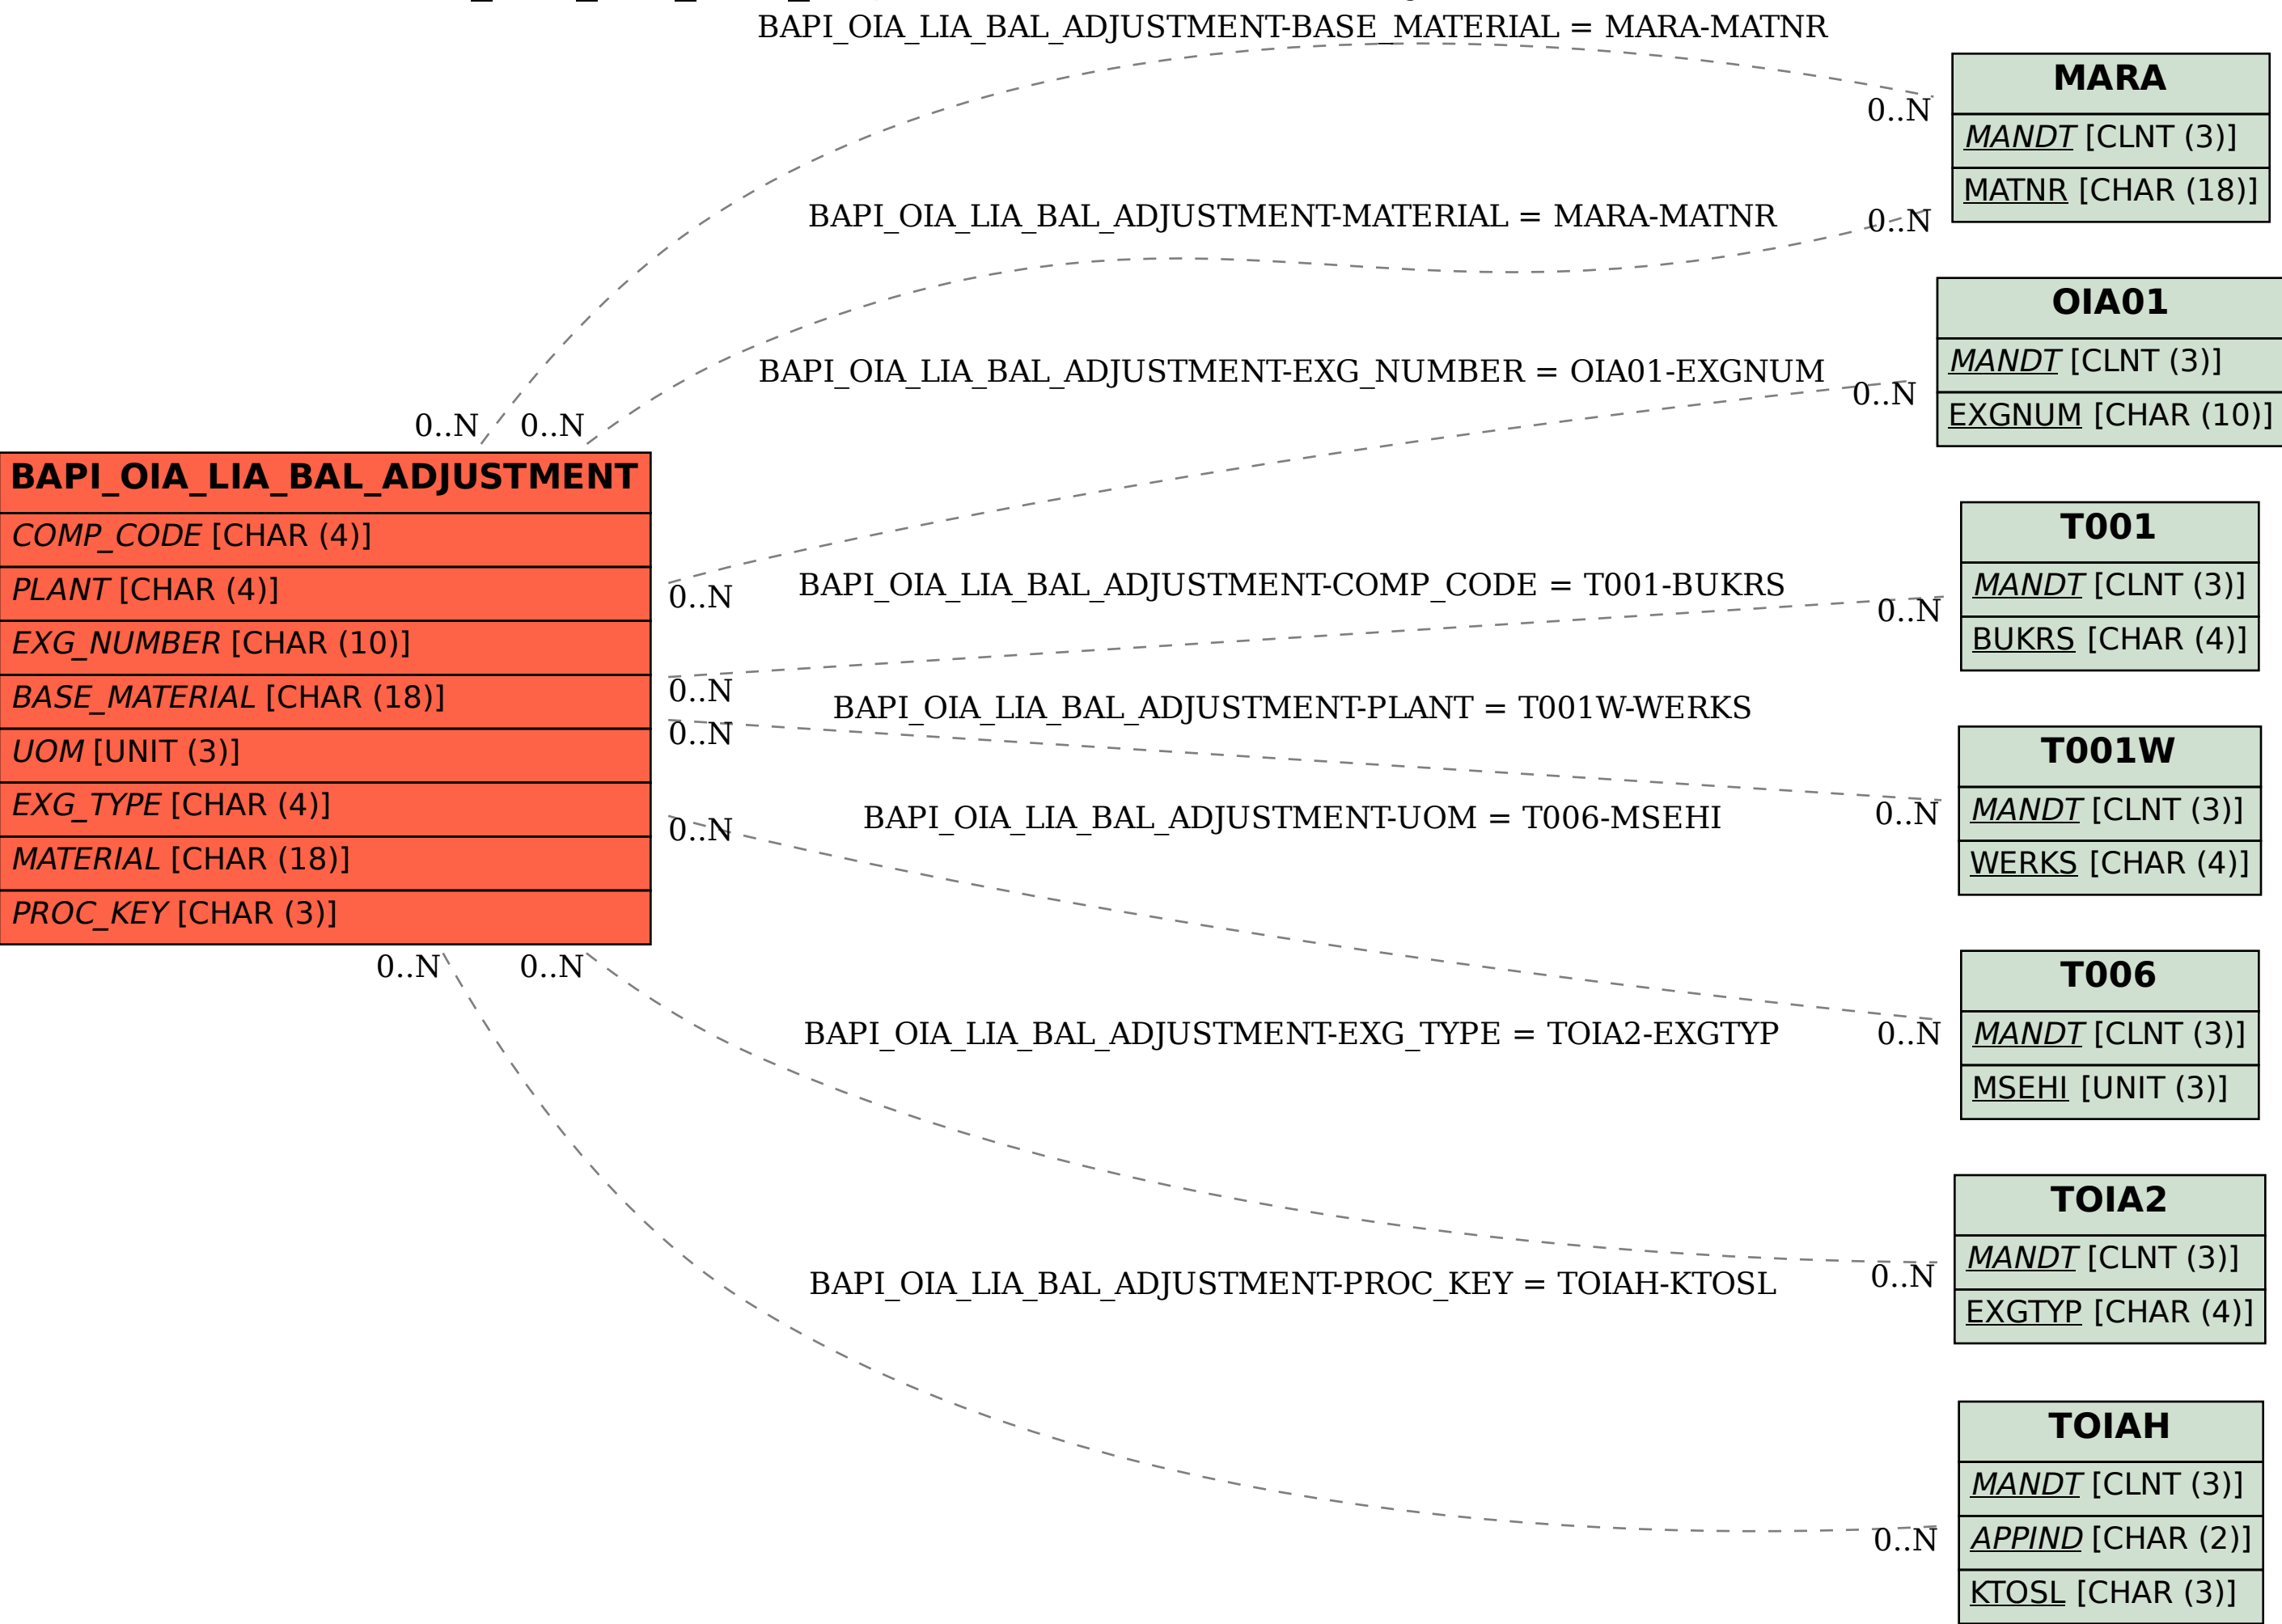 BAPI_OIA_LIA_BAL_ADJUSTMENT-BASE_MATERIAL = MARA-MATNR
0..N
0..N
MARA
MANDT [CLNT (3)]
MATNR [CHAR (18)]
BAPI_OIA_LIA_BAL_ADJUSTMENT-MATERIAL = MARA-MATNR
0..N
0..N
BAPI_OIA_LIA_BAL_ADJUSTMENT-EXG_NUMBER = OIA01-EXGNUM
0..N
0..N
OIA01
MANDT [CLNT (3)]
EXGNUM [CHAR (10)]
BAPI_OIA_LIA_BAL_ADJUSTMENT
COMP_CODE [CHAR (4)]
PLANT [CHAR (4)]
EXG_NUMBER [CHAR (10)]
BASE_MATERIAL [CHAR (18)]
UOM [UNIT (3)]
EXG_TYPE [CHAR (4)]
MATERIAL [CHAR (18)]
PROC_KEY [CHAR (3)]
BAPI_OIA_LIA_BAL_ADJUSTMENT-COMP_CODE = T001-BUKRS
0..N
0..N
T001
MANDT [CLNT (3)]
BUKRS [CHAR (4)]
BAPI_OIA_LIA_BAL_ADJUSTMENT-PLANT = T001W-WERKS
0..N
0..N
T001W
MANDT [CLNT (3)]
WERKS [CHAR (4)]
BAPI_OIA_LIA_BAL_ADJUSTMENT-UOM = T006-MSEHI
0..N
0..N
T006
MANDT [CLNT (3)]
MSEHI [UNIT (3)]
BAPI_OIA_LIA_BAL_ADJUSTMENT-EXG_TYPE = TOIA2-EXGTYP
0..N
0..N
TOIA2
MANDT [CLNT (3)]
EXGTYP [CHAR (4)]
BAPI_OIA_LIA_BAL_ADJUSTMENT-PROC_KEY = TOIAH-KTOSL
0..N
0..N
TOIAH
MANDT [CLNT (3)]
APPIND [CHAR (2)]
KTOSL [CHAR (3)]